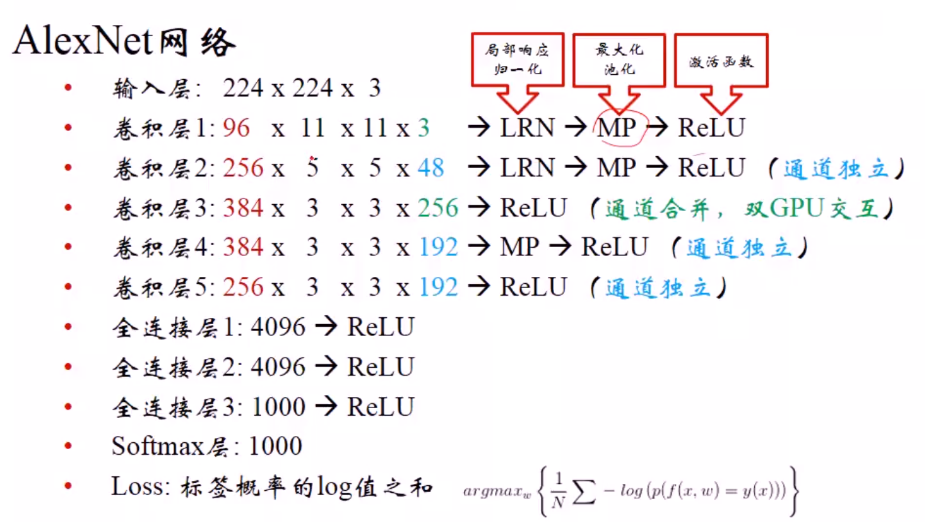 AlexNet网络
局部响应
归一化
最大化
池化
激活函数
• 输入层: 224 x 224 x 3
• 卷积层1: 96 x 11 x 11 x 3 → LRN → MP → ReLU
• 卷积层2: 256 x 5 x 5 x 48 → LRN → MP → ReLU（通道独立）
• 卷积层3: 384 x 3 x 3 x 256 → ReLU（通道合并，双GPU交互）
• 卷积层4: 384 x 3 x 3 x 192 → MP → ReLU（通道独立）
• 卷积层5: 256 x 3 x 3 x 192 → ReLU（通道独立）
• 全连接层1: 4096 → ReLU
• 全连接层2: 4096 → ReLU
• 全连接层3: 1000 → ReLU
• Softmax层: 1000
• Loss: 标签概率的log值之和 argmax_w { 1/N ∑ − log (p(f(x, w) = y(x))) }